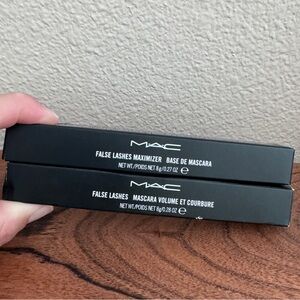 MAC
FALSE LASHES MAXIMIZER BASE DE MASCARA
NET WT./POIDS NET 8 g/0.27 OZ ℮
MAC
FALSE LASHES MASCARA VOLUME ET COURBURE
NET WT/POIDS NET 8g/0.28 OZ ℮